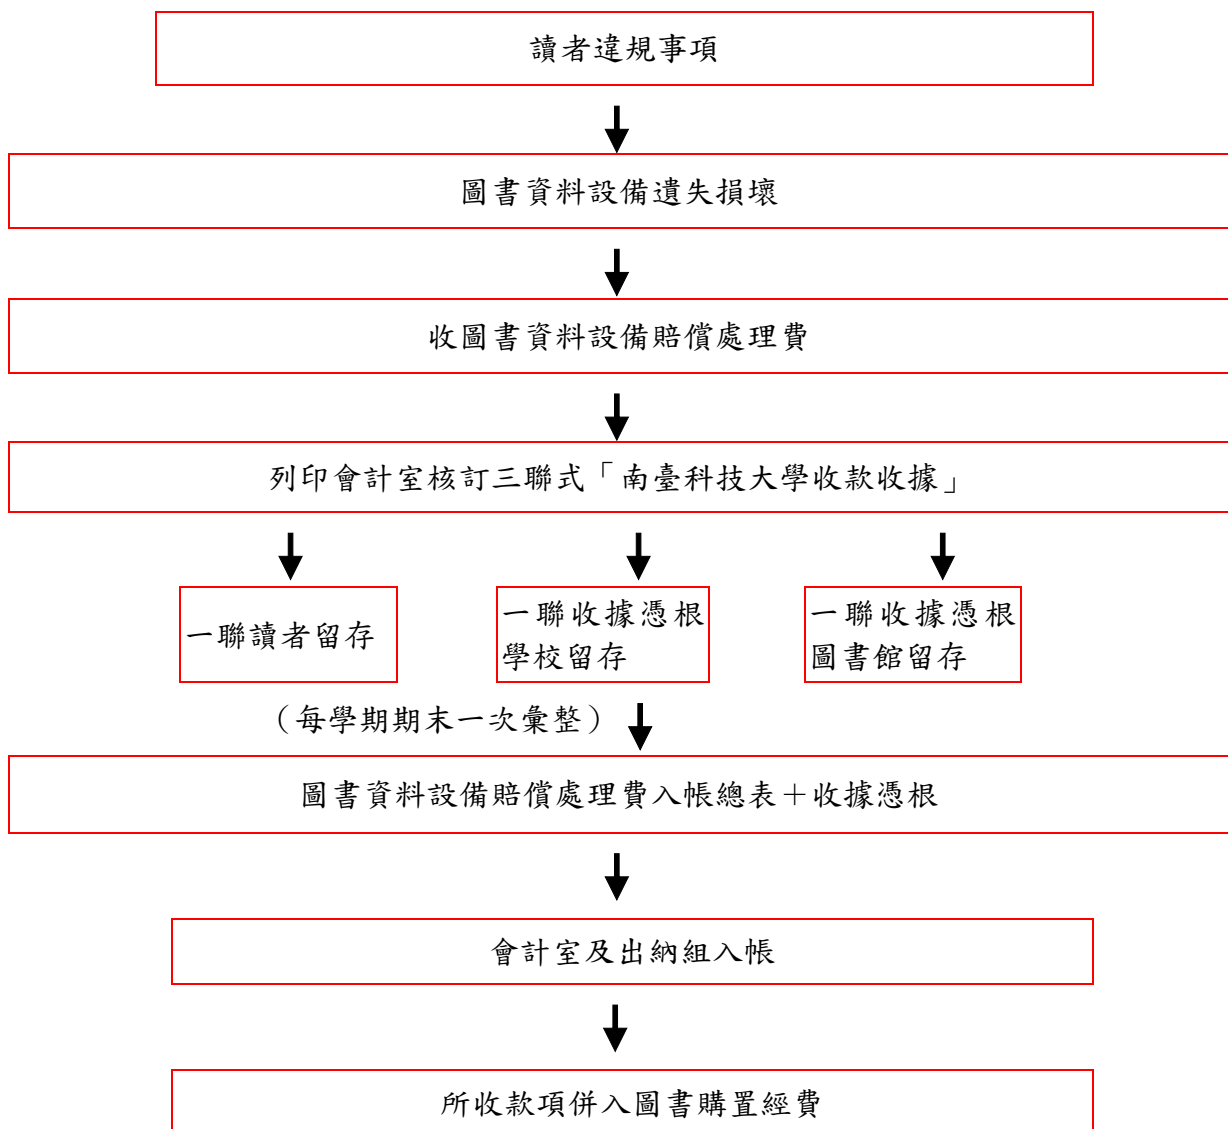 讀者違規事項
圖書資料設備遺失損壞
收圖書資料設備賠償處理費
列印會計室核訂三聯式「南臺科技大學收款收據」
一聯讀者留存
一聯收據憑根
學校留存
一聯收據憑根
圖書館留存
（每學期期末一次彙整）
圖書資料設備賠償處理費入帳總表＋收據憑根
會計室及出納組入帳
所收款項併入圖書購置經費